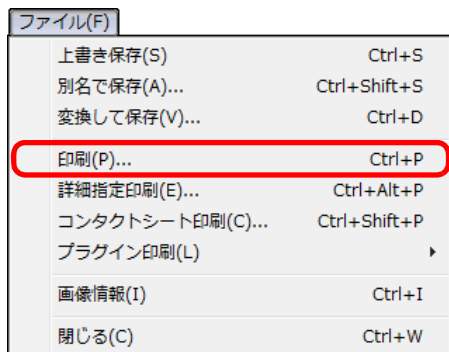 ファイル(F)
上書き保存(S) Ctrl+S
別名で保存(A)... Ctrl+Shift+S
変換して保存(V)... Ctrl+D
印刷(P)... Ctrl+P
詳細指定印刷(E)... Ctrl+Alt+P
コンタクトシート印刷(C)... Ctrl+Shift+P
プラグイン印刷(L)
画像情報(I) Ctrl+I
閉じる(C) Ctrl+W